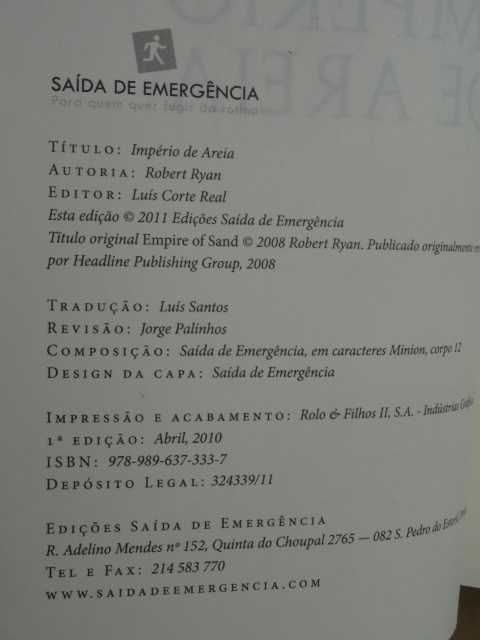 SAÍDA DE EMERGÊNCIA
Para quem quer fugir da rotina
TÍTULO: Império de Areia
AUTORIA: Robert Ryan
EDITOR: Luís Corte Real
Esta edição © 2011 Edições Saída de Emergência
Título original Empire of Sand © 2008 Robert Ryan. Publicado originalmente
por Headline Publishing Group, 2008
TRADUÇÃO: Luís Santos
REVISÃO: Jorge Palinhos
COMPOSIÇÃO: Saída de Emergência, em caracteres Minion, corpo 12
DESIGN DA CAPA: Saída de Emergência
IMPRESSÃO E ACABAMENTO: Rolo & Filhos II, S.A. - Indústrias
1ª EDIÇÃO: Abril, 2010
ISBN: 978-989-637-333-7
DEPÓSITO LEGAL: 324339/11
EDIÇÕES SAÍDA DE EMERGÊNCIA
R. Adelino Mendes nº 152, Quinta do Choupal 2765 — 082 S. Pedro do
TEL E FAX: 214 583 770
WWW.SAIDADEEMERGENCIA.COM